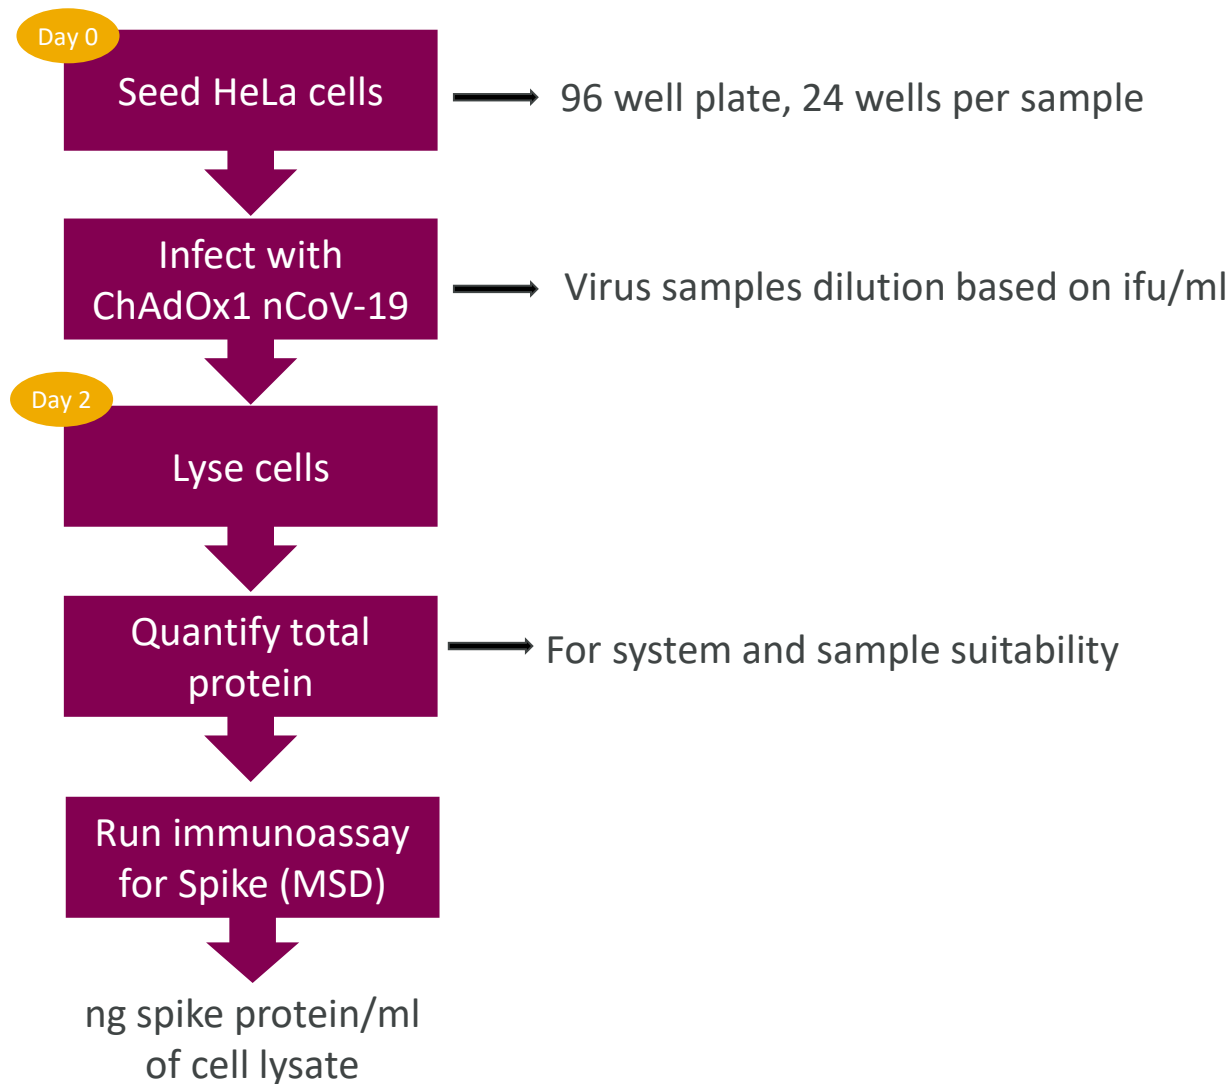 Day 0
Seed HeLa cells
96 well plate, 24 wells per sample
Infect with
ChAdOx1 nCoV-19
Virus samples dilution based on ifu/ml
Day 2
Lyse cells
Quantify total
protein
For system and sample suitability
Run immunoassay
for Spike (MSD)
ng spike protein/ml
of cell lysate